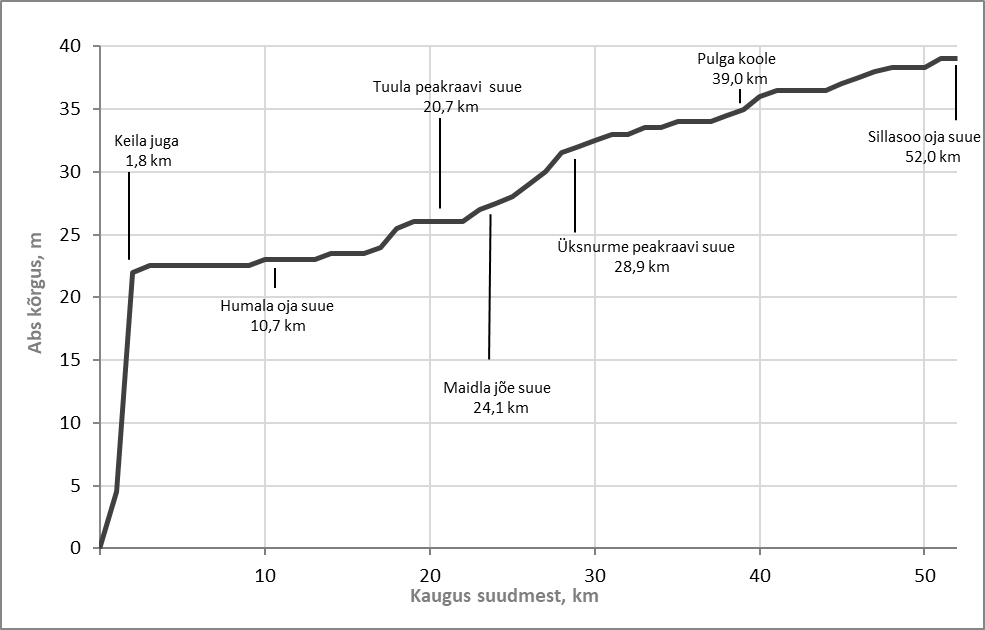 40
35
30
25
20
15
10
5
0
Abs kõrgus, m
Keila juga
1,8 km
Humala oja suue
10,7 km
Tuula peakraavi suue
20,7 km
Maidla jõe suue
24,1 km
Üksnurme peakraavi suue
28,9 km
Pulga koole
39,0 km
Sillasoo oja suue
52,0 km
10
20
30
40
50
Kaugus suudmest, km